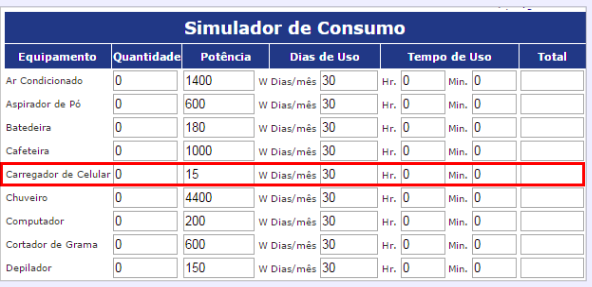 Simulador de Consumo
Equipamento Quantidade Potência Dias de Uso Tempo de Uso Total
Ar Condicionado 0 1400 W Dias/mês 30 Hr. 0 Min. 0
Aspirador de Pó 0 600 W Dias/mês 30 Hr. 0 Min. 0
Batedeira 0 180 W Dias/mês 30 Hr. 0 Min. 0
Cafeteira 0 1000 W Dias/mês 30 Hr. 0 Min. 0
Carregador de Celular 0 15 W Dias/mês 30 Hr. 0 Min. 0
Chuveiro 0 4400 W Dias/mês 30 Hr. 0 Min. 0
Computador 0 200 W Dias/mês 30 Hr. 0 Min. 0
Cortador de Grama 0 600 W Dias/mês 30 Hr. 0 Min. 0
Depilador 0 150 W Dias/mês 30 Hr. 0 Min. 0